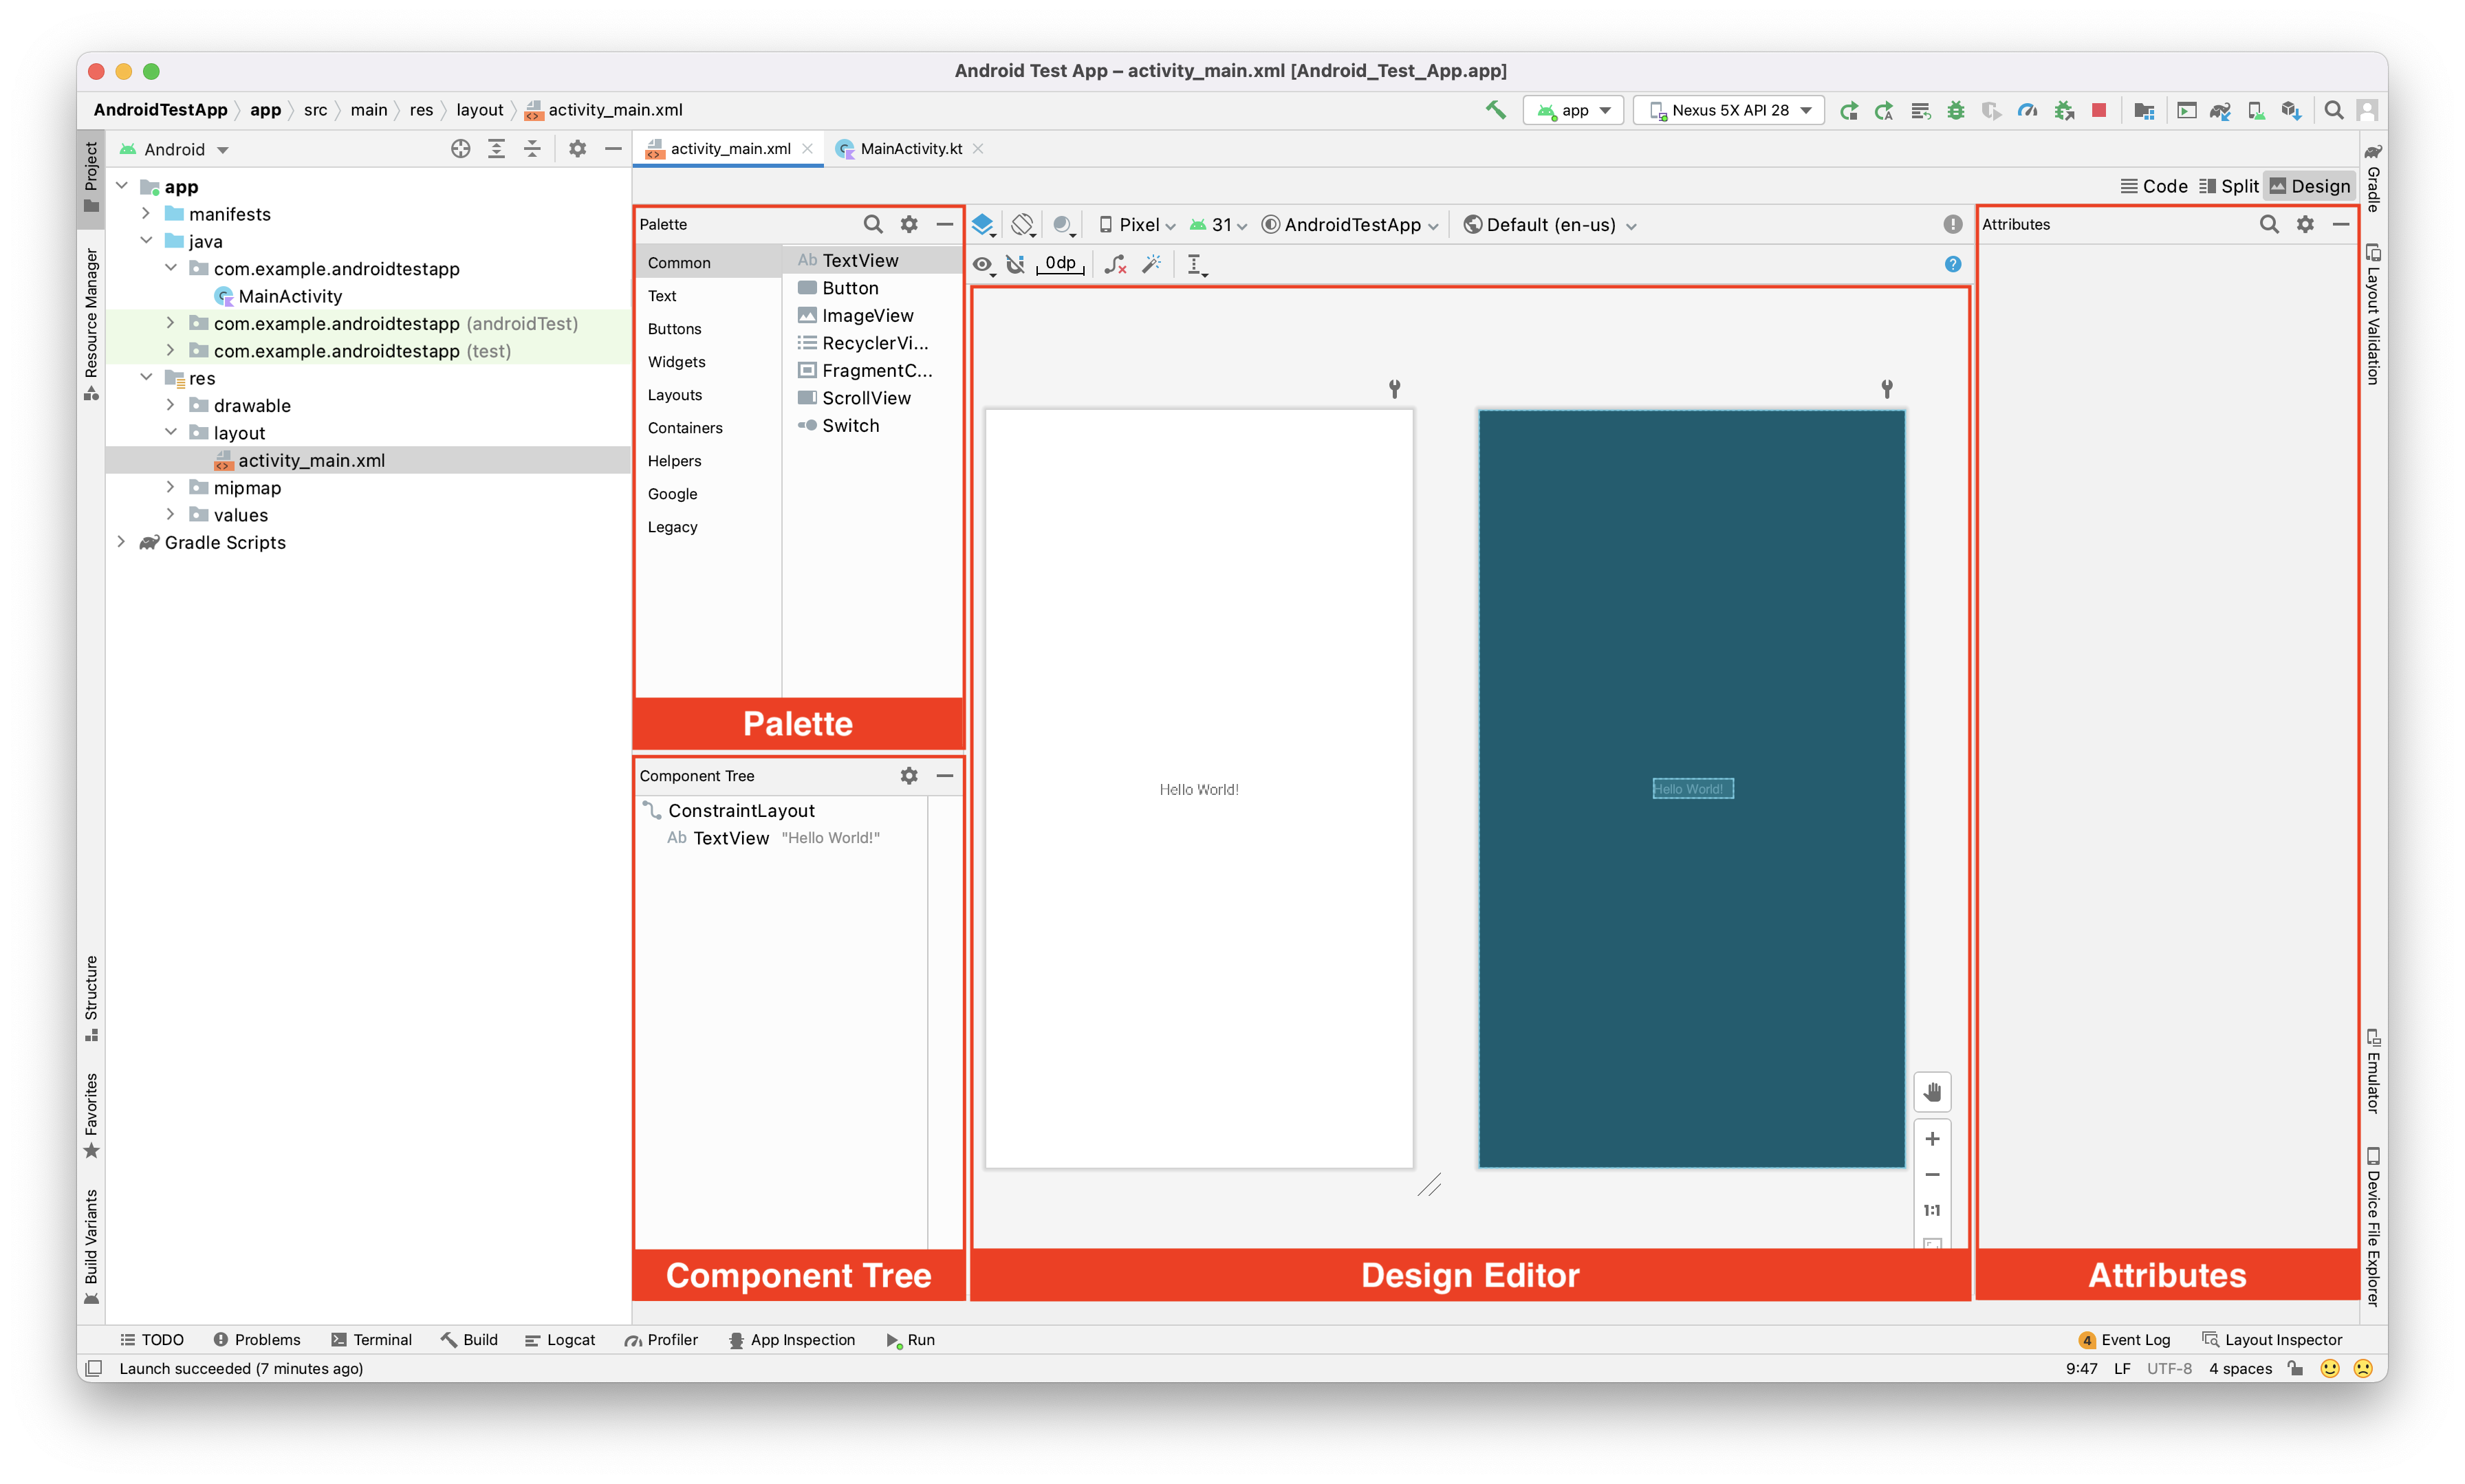 Android Test App – activity_main.xml [Android_Test_App.app]
AndroidTestApp app src main res layout activity_main.xml
app
Nexus 5X API 28
Project
Resource Manager
Structure
Favorites
Build Variants
Android
app
manifests
java
com.example.androidtestapp
MainActivity
com.example.androidtestapp (androidTest)
com.example.androidtestapp (test)
res
drawable
layout
activity_main.xml
mipmap
values
Gradle Scripts
activity_main.xml
MainActivity.kt
Code
Split
Design
Palette
Common
Text
Buttons
Widgets
Layouts
Containers
Helpers
Google
Legacy
Ab TextView
Button
ImageView
RecyclerVi...
FragmentC...
ScrollView
Switch
Palette
Component Tree
ConstraintLayout
Ab TextView "Hello World!"
Component Tree
Pixel
31
AndroidTestApp
Default (en-us)
0dp
Hello World!
Hello World!
1:1
Design Editor
Attributes
Attributes
Gradle
Layout Validation
Emulator
Device File Explorer
TODO
Problems
Terminal
Build
Logcat
Profiler
App Inspection
Run
4 Event Log
Layout Inspector
Launch succeeded (7 minutes ago)
9:47 LF UTF-8 4 spaces